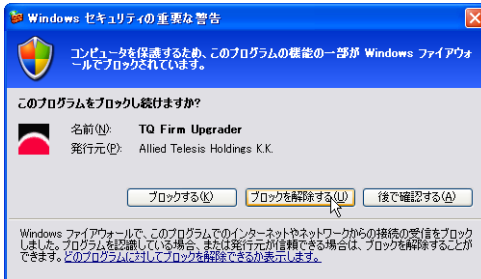 Windows セキュリティの重要な警告
コンピュータを保護するため、このプログラムの機能の一部が Windows ファイアウォ
ールでブロックされています。
このプログラムをブロックし続けますか?
名前(N): TQ Firm Upgrader
発行元(P): Allied Telesis Holdings K.K.
ブロックする(K) ブロックを解除する(U) 後で確認する(A)
Windows ファイアウォールで、このプログラムでのインターネットやネットワークからの接続の受信をブロック
しました。プログラムを認識している場合、または発行元が信頼できる場合は、ブロックを解除することが
できます。どのプログラムに対してブロックを解除できるか表示します。